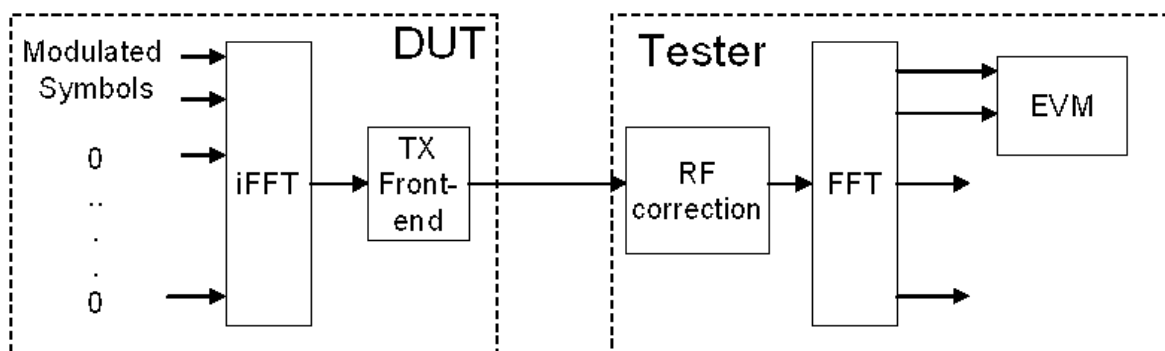 DUT
Modulated
Symbols
0
..
.
.
0
iFFT
TX
Front-
end
Tester
RF
correction
FFT
EVM